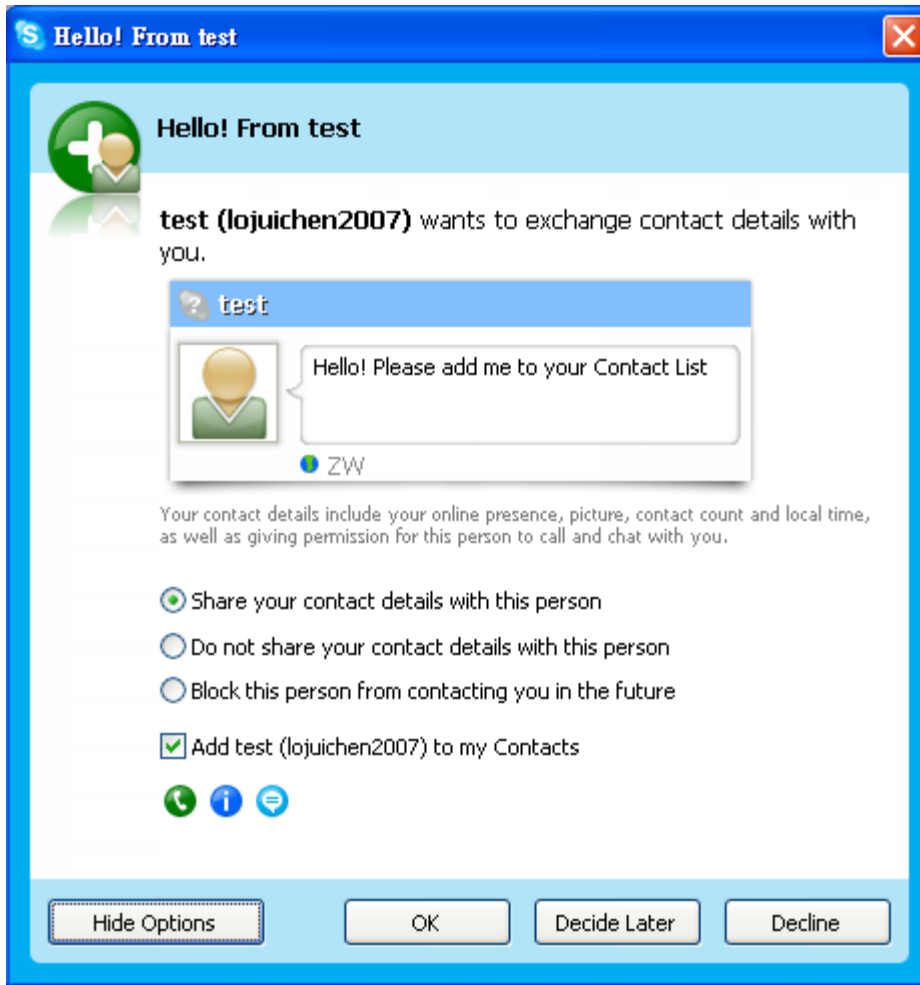 Hello! From test
Hello! From test
test (lojuichen2007) wants to exchange contact details with
you.
test
Hello! Please add me to your Contact List
ZW
Your contact details include your online presence, picture, contact count and local time,
as well as giving permission for this person to call and chat with you.
Share your contact details with this person
Do not share your contact details with this person
Block this person from contacting you in the future
Add test (lojuichen2007) to my Contacts
Hide Options
OK
Decide Later
Decline